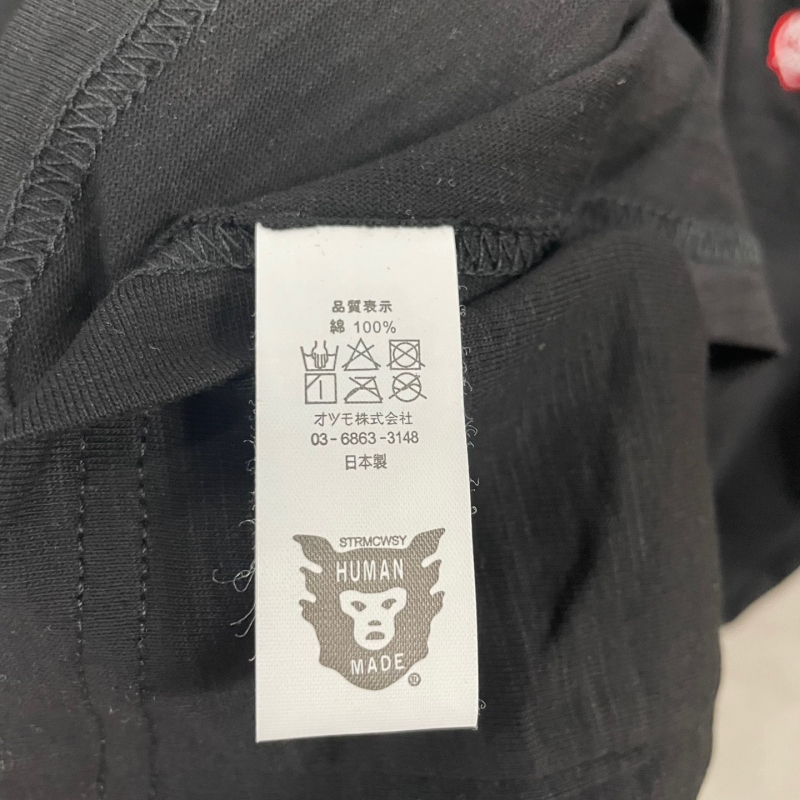 品質表示
綿 100%
オツモ株式会社
03-6863-3148
日本製
STRMCWSY
HUMAN
MADE